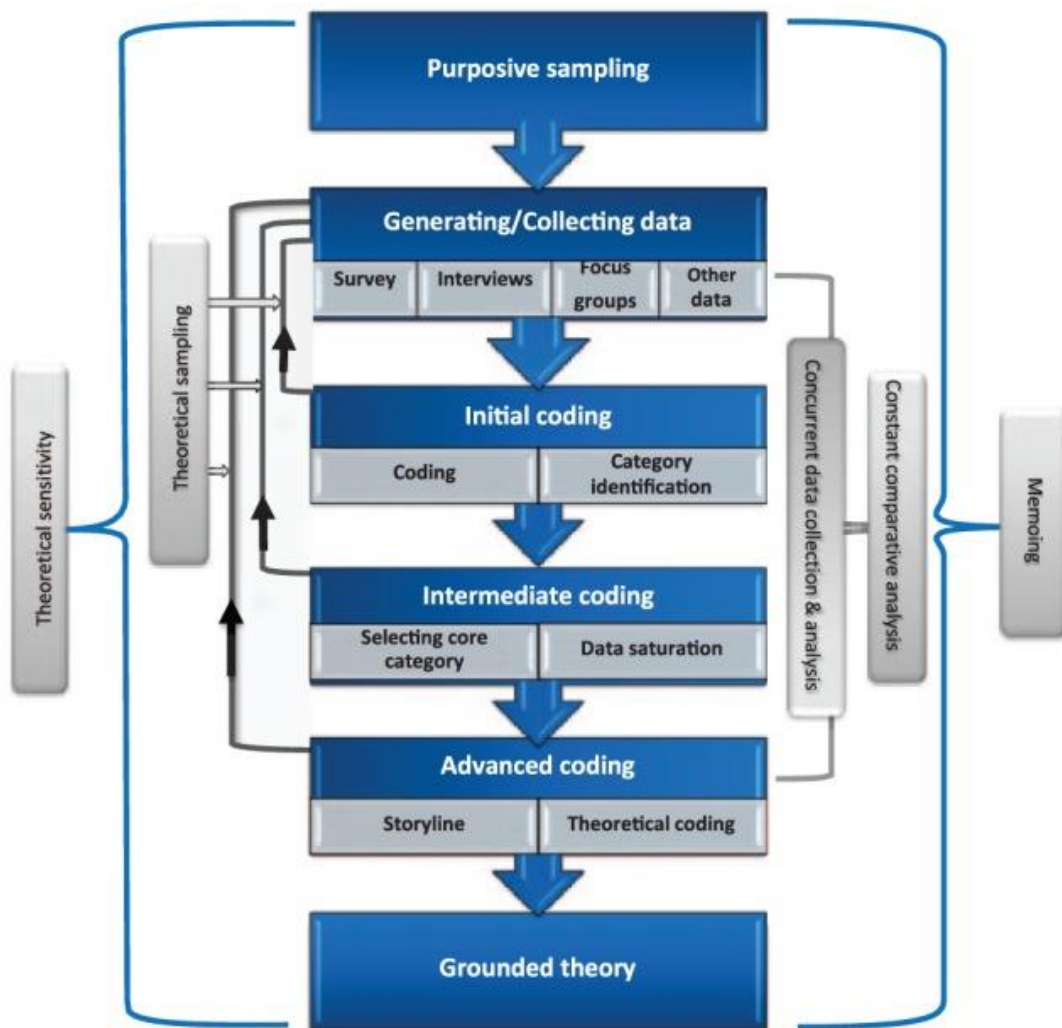 Purposive sampling
Generating/Collecting data
Survey
Interviews
Focus
groups
Other
data
Initial coding
Coding
Category
identification
Intermediate coding
Selecting core
category
Data saturation
Advanced coding
Storyline
Theoretical coding
Grounded theory
Theoretical sensitivity
Theoretical sampling
Concurrent data collection & analysis
Constant comparative analysis
Memoing